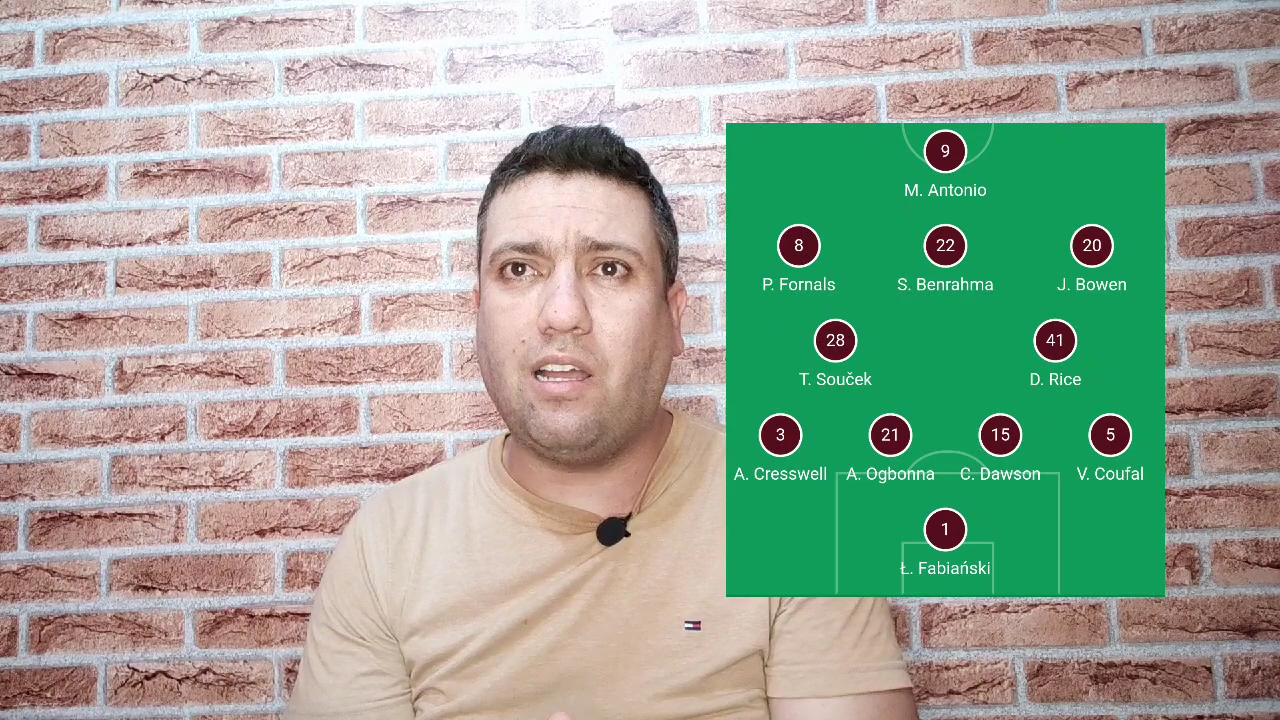 9
M. Antonio
8 22 20
P. Fornals S. Benrahma J. Bowen
28 41
T. Souček D. Rice
3 21 15 5
A. Cresswell A. Ogbonna C. Dawson V. Coufal
1
Ł. Fabiański